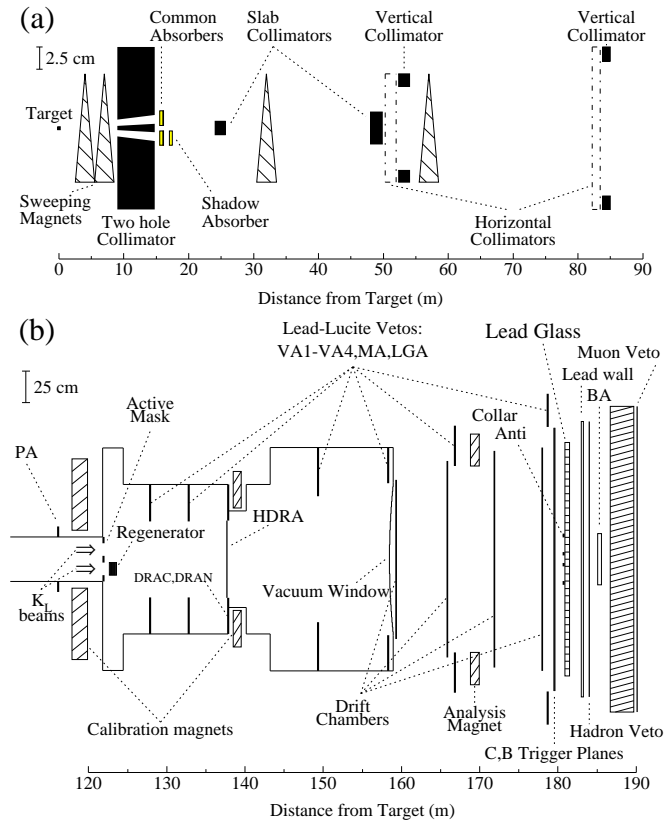 (a)
2.5 cm
Common
Absorbers
Slab
Collimators
Vertical
Collimator
Vertical
Collimator
Target
Sweeping
Magnets
Two hole
Collimator
Shadow
Absorber
Horizontal
Collimators
0 10 20 30 40 50 60 70 80 90
Distance from Target (m)
(b)
25 cm
Lead-Lucite Vetos:
VA1-VA4,MA,LGA
Lead Glass
Muon Veto
Lead wall
BA
Active
Mask
Collar
Anti
PA
Regenerator
HDRA
DRAC,DRAN
Vacuum Window
K_L
beams
Calibration magnets
Drift
Chambers
Analysis
Magnet
Hadron Veto
C,B Trigger Planes
120 130 140 150 160 170 180 190
Distance from Target (m)